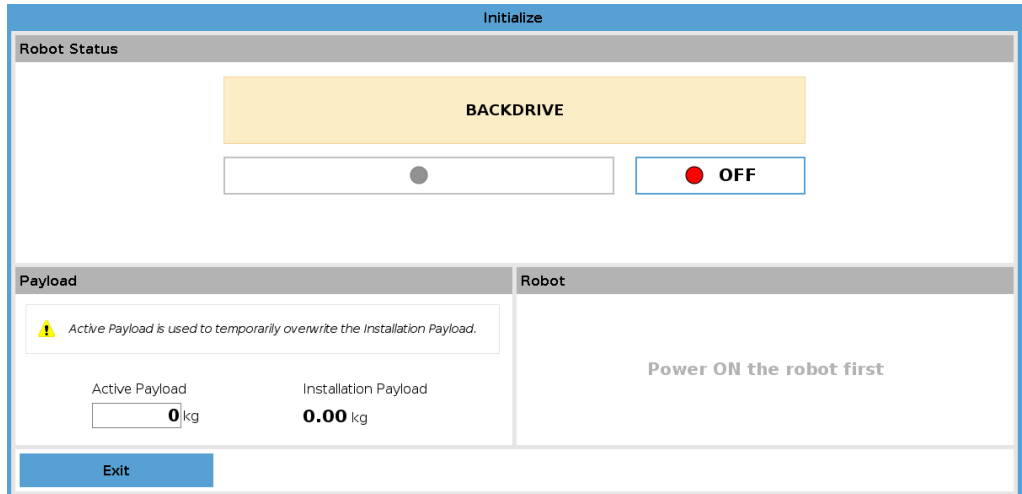 Initialize
Robot Status
BACKDRIVE
OFF
Payload
Robot
Active Payload is used to temporarily overwrite the Installation Payload.
Power ON the robot first
Active Payload
Installation Payload
0 kg
0.00 kg
Exit